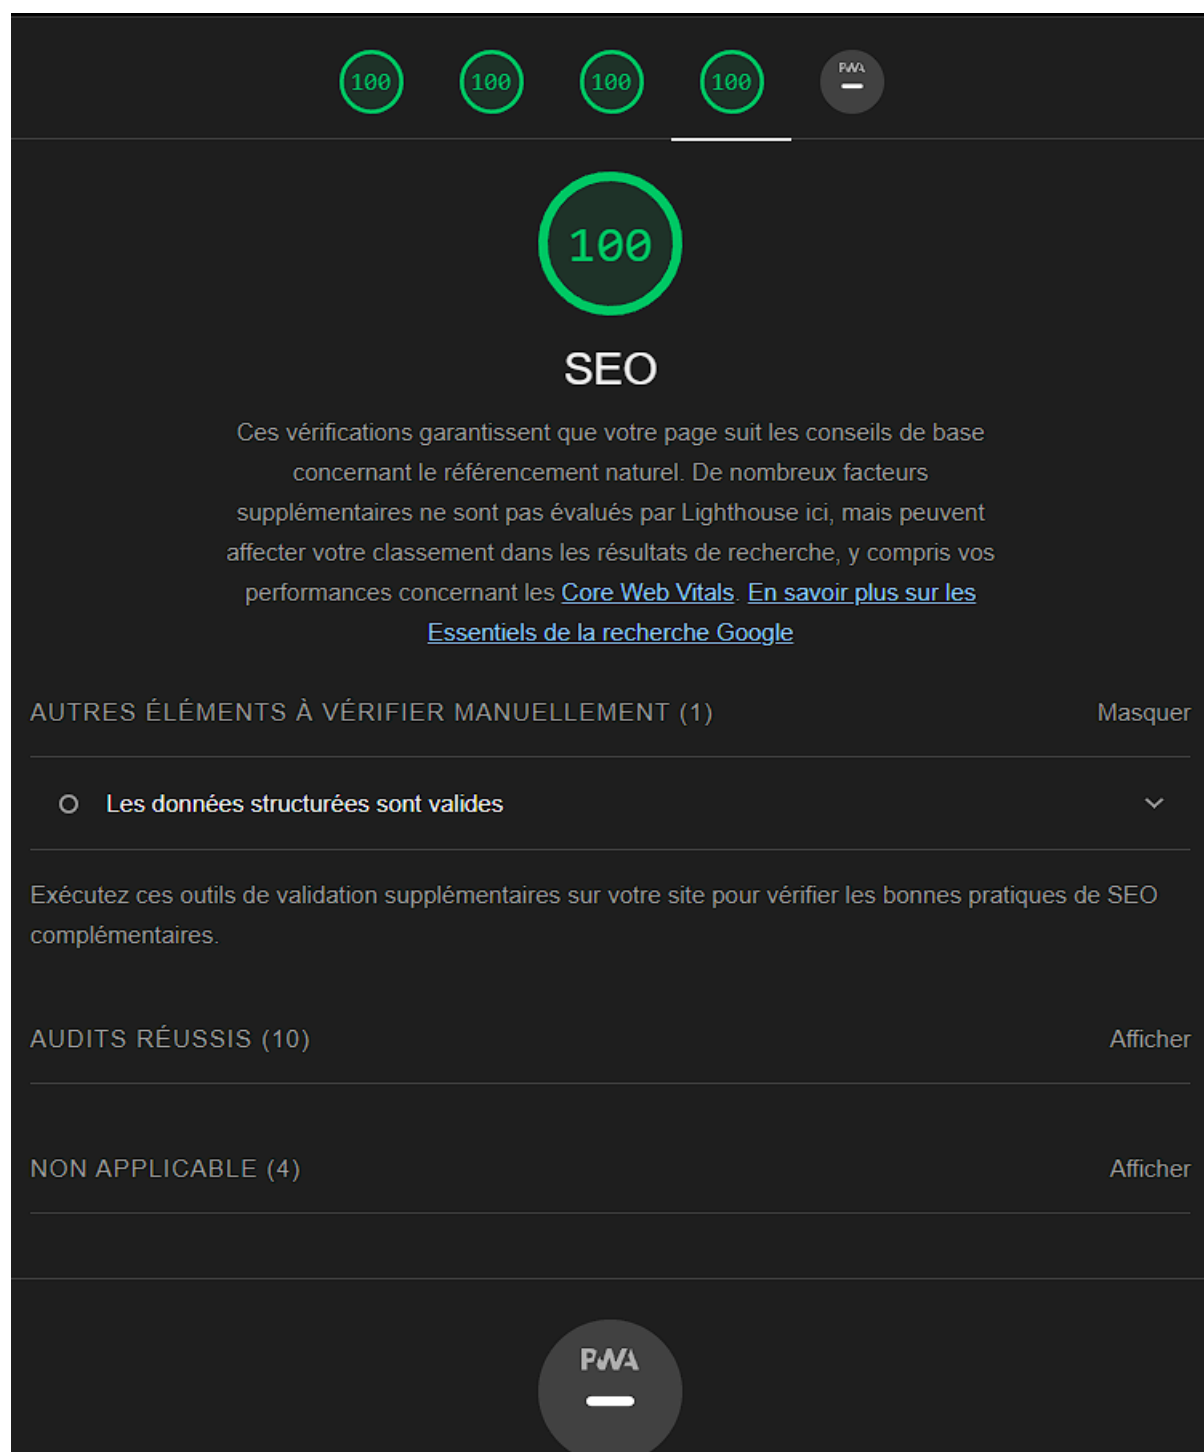 100 100 100 100 PWA
100
SEO
Ces vérifications garantissent que votre page suit les conseils de base
concernant le référencement naturel. De nombreux facteurs
supplémentaires ne sont pas évalués par Lighthouse ici, mais peuvent
affecter votre classement dans les résultats de recherche, y compris vos
performances concernant les Core Web Vitals. En savoir plus sur les
Essentiels de la recherche Google
AUTRES ÉLÉMENTS À VÉRIFIER MANUELLEMENT (1) Masquer
Les données structurées sont valides
Exécutez ces outils de validation supplémentaires sur votre site pour vérifier les bonnes pratiques de SEO
complémentaires.
AUDITS RÉUSSIS (10) Afficher
NON APPLICABLE (4) Afficher
PWA